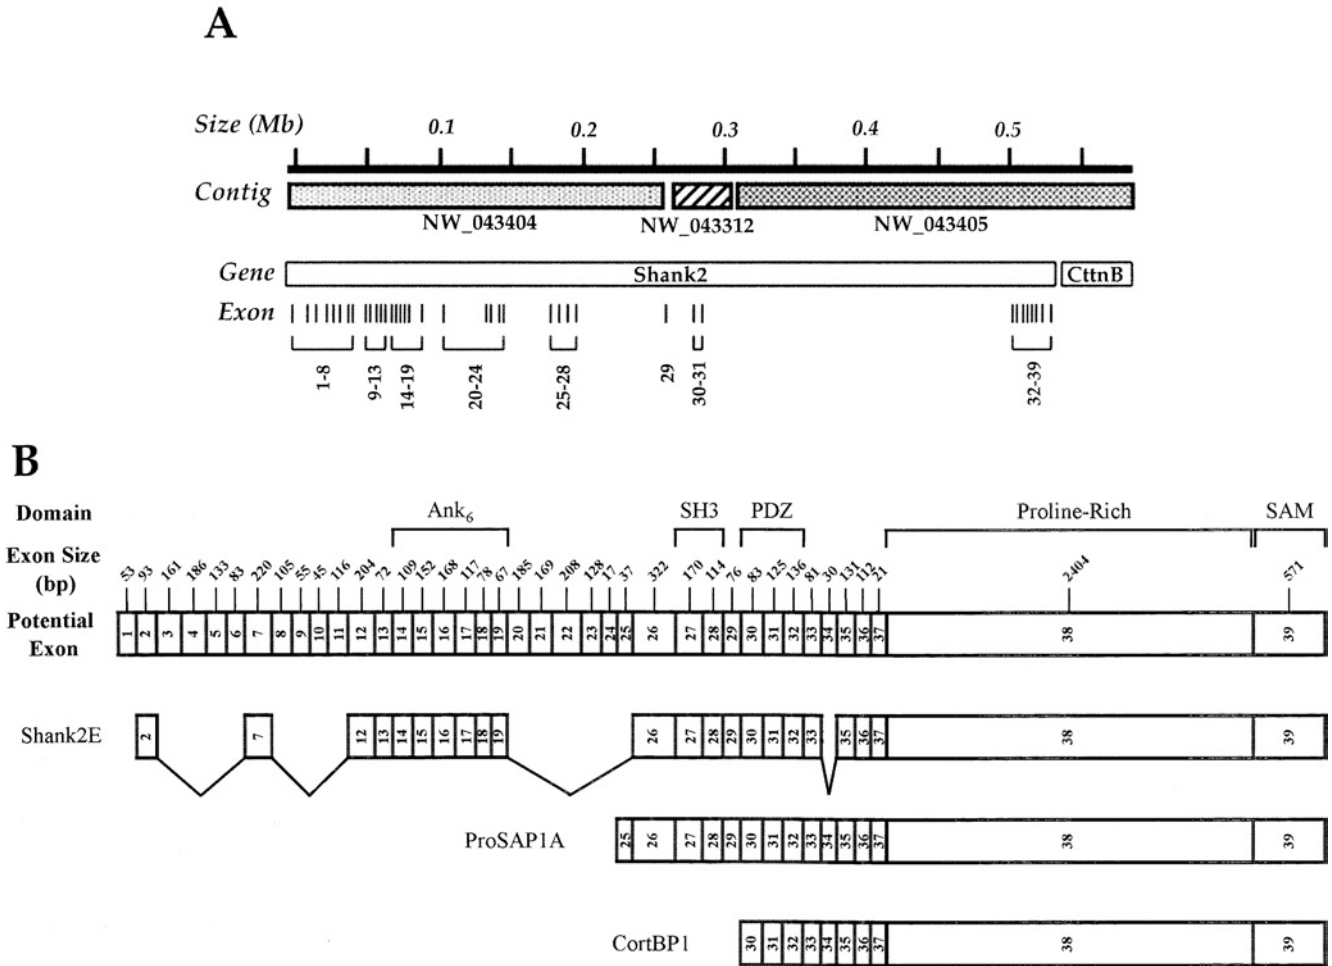 A
Size (Mb) 0.1 0.2 0.3 0.4 0.5
Contig
NW_043404 NW_043312 NW_043405
Gene Shank2 CttnB
Exon
1-8 9-13 14-19 20-24 25-28 29 30-31 32-39
B
Domain Ank6 SH3 PDZ Proline-Rich SAM
Exon Size
(bp)
53 93 161 186 133 83 220 105 55 45 116 204 72 109 152 168 117 78 67 185 169 208 128 17 37 322 170 114 76 83 125 136 81 30 131 112 21 2404 571
Potential
Exon
1 2 3 4 5 6 7 8 9 10 11 12 13 14 15 16 17 18 19 20 21 22 23 24 25 26 27 28 29 30 31 32 33 34 35 36 37 38 39
Shank2E 2 7 12 13 14 15 16 17 18 19 26 27 28 29 30 31 32 33 35 36 37 38 39
ProSAP1A 25 26 27 28 29 30 31 32 33 34 35 36 37 38 39
CortBP1 30 31 32 33 34 35 36 37 38 39